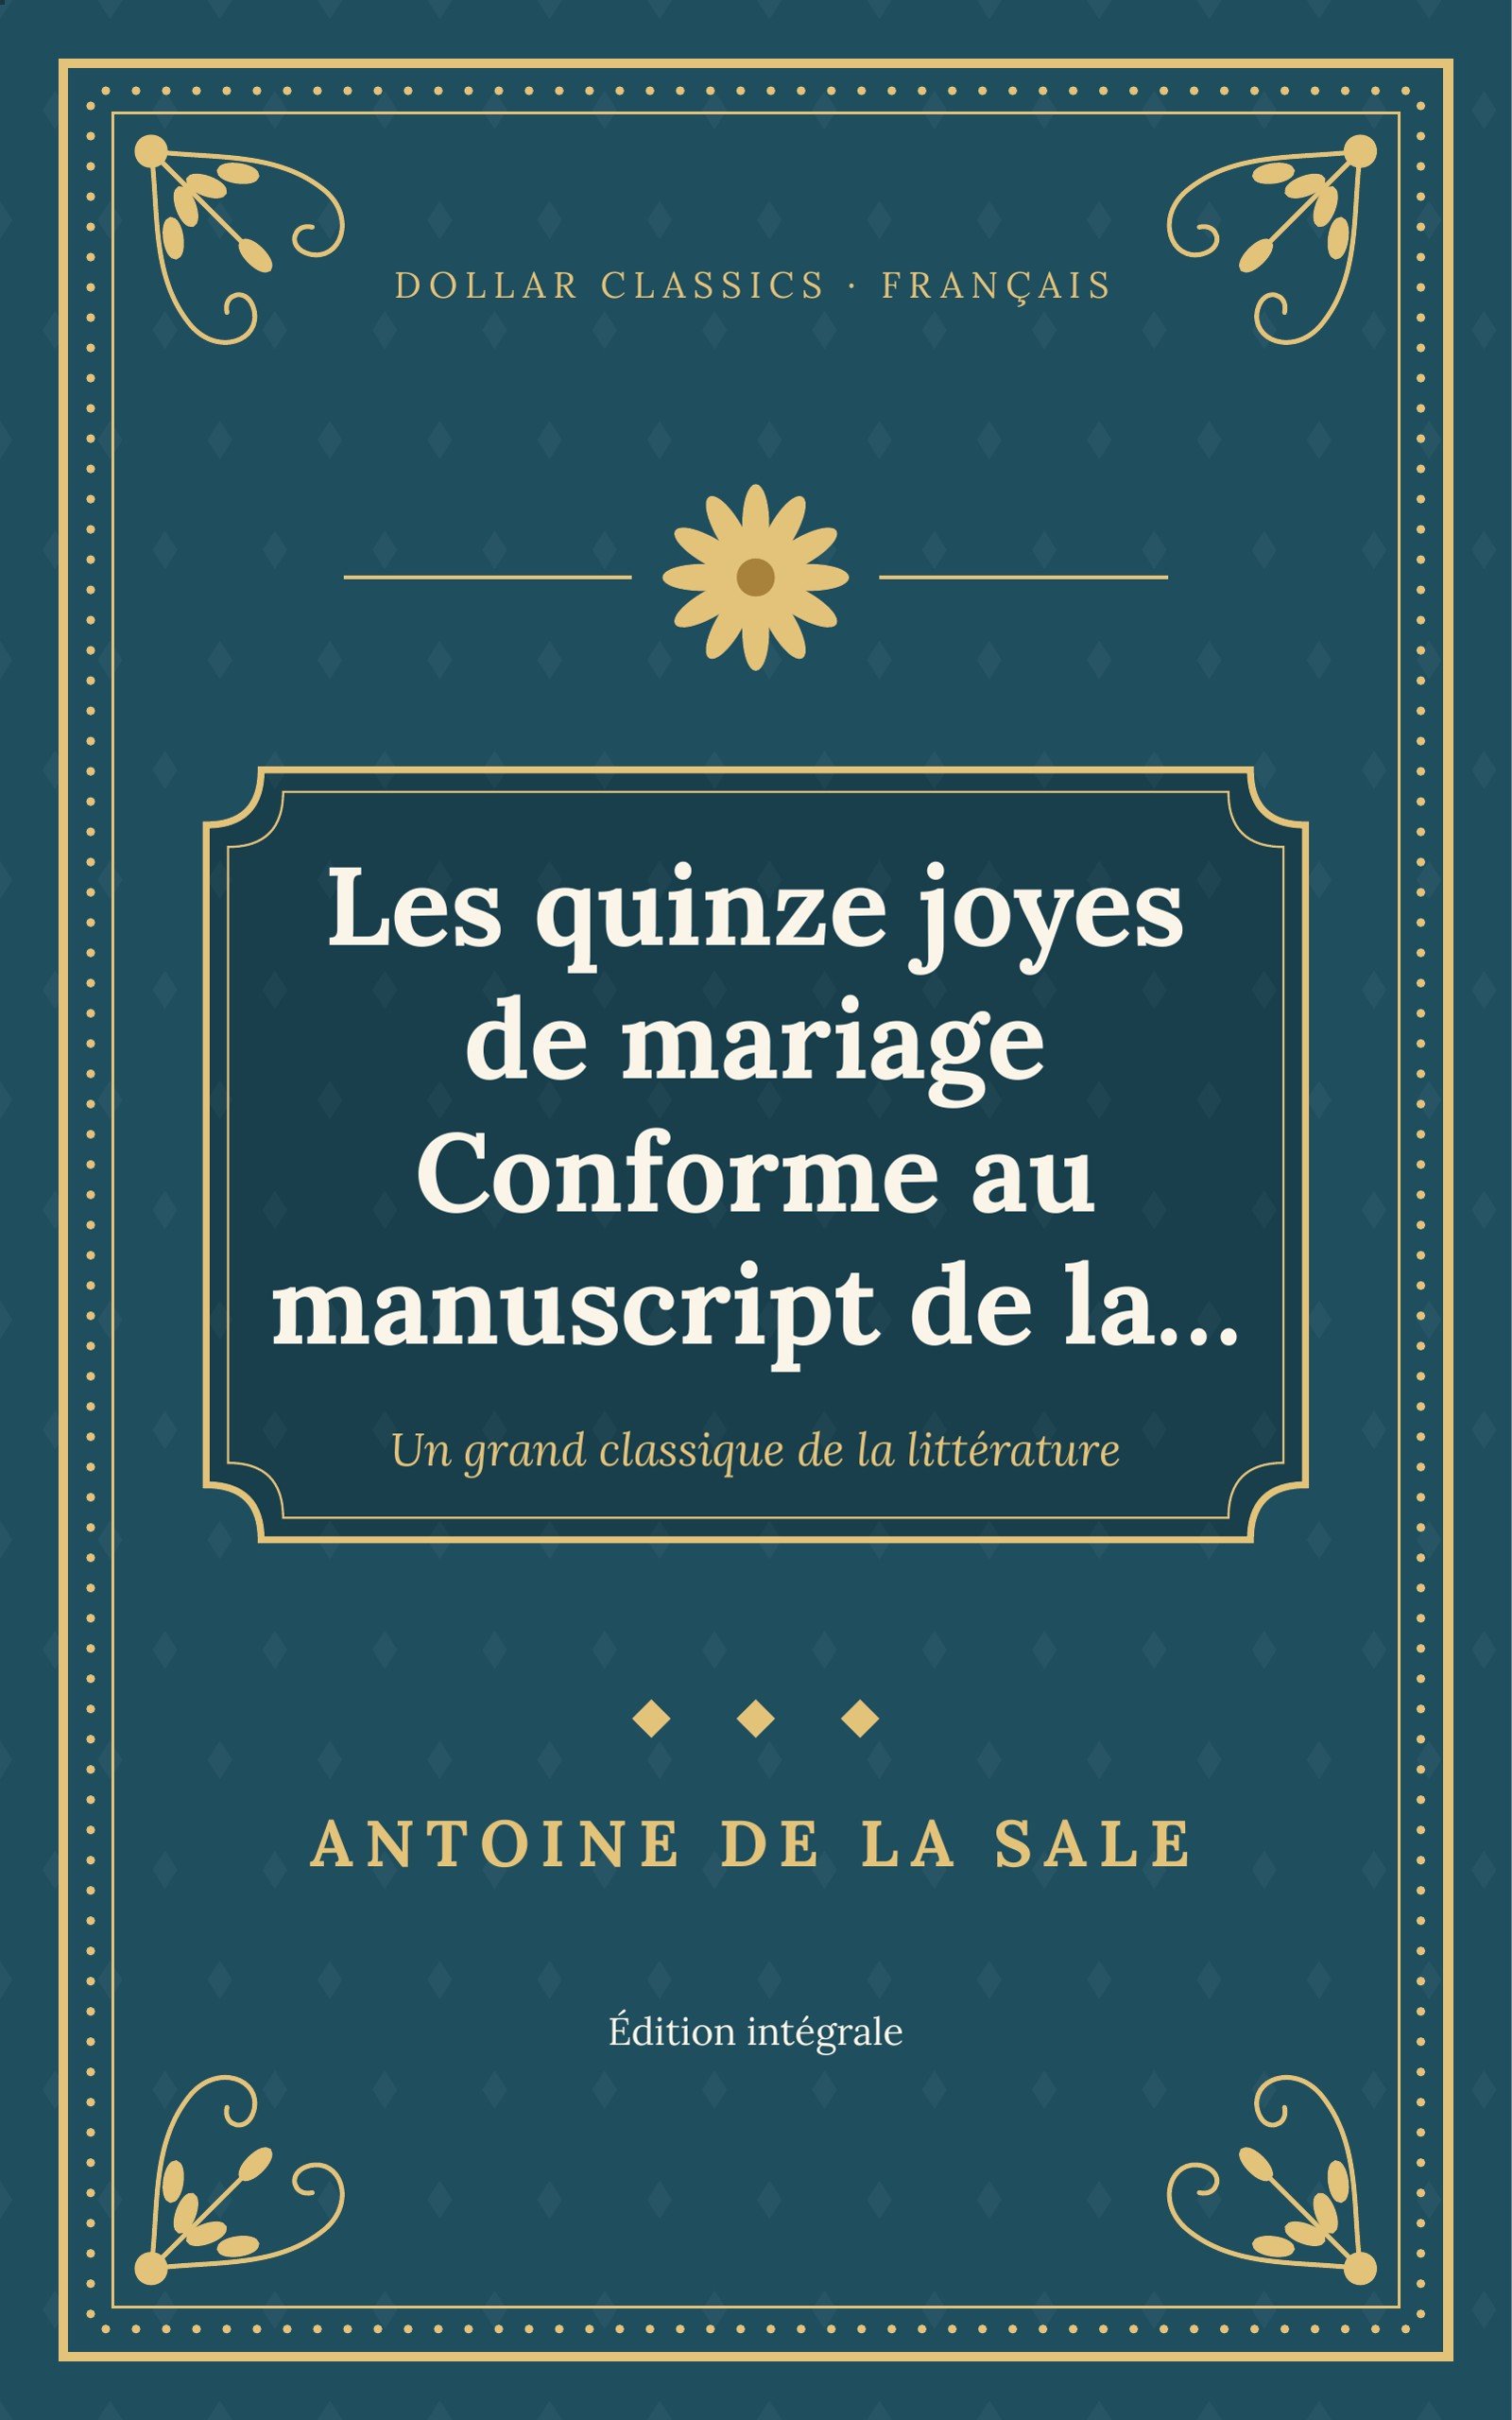 DOLLAR CLASSICS · FRANÇAIS
Les quinze joyes
de mariage
Conforme au
manuscript de la...
Un grand classique de la littérature
ANTOINE DE LA SALE
Édition intégrale